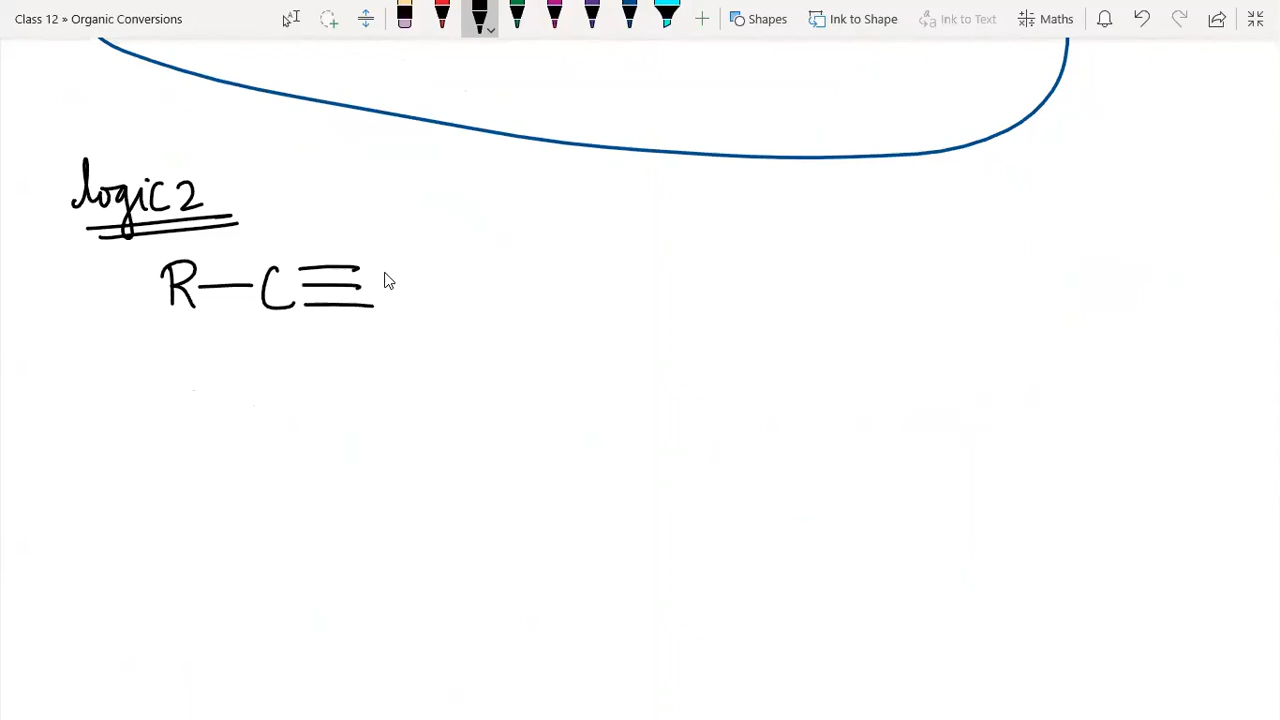 Class 12 » Organic Conversions
Shapes
Ink to Shape
Ink to Text
Maths
logic 2
R—C≡